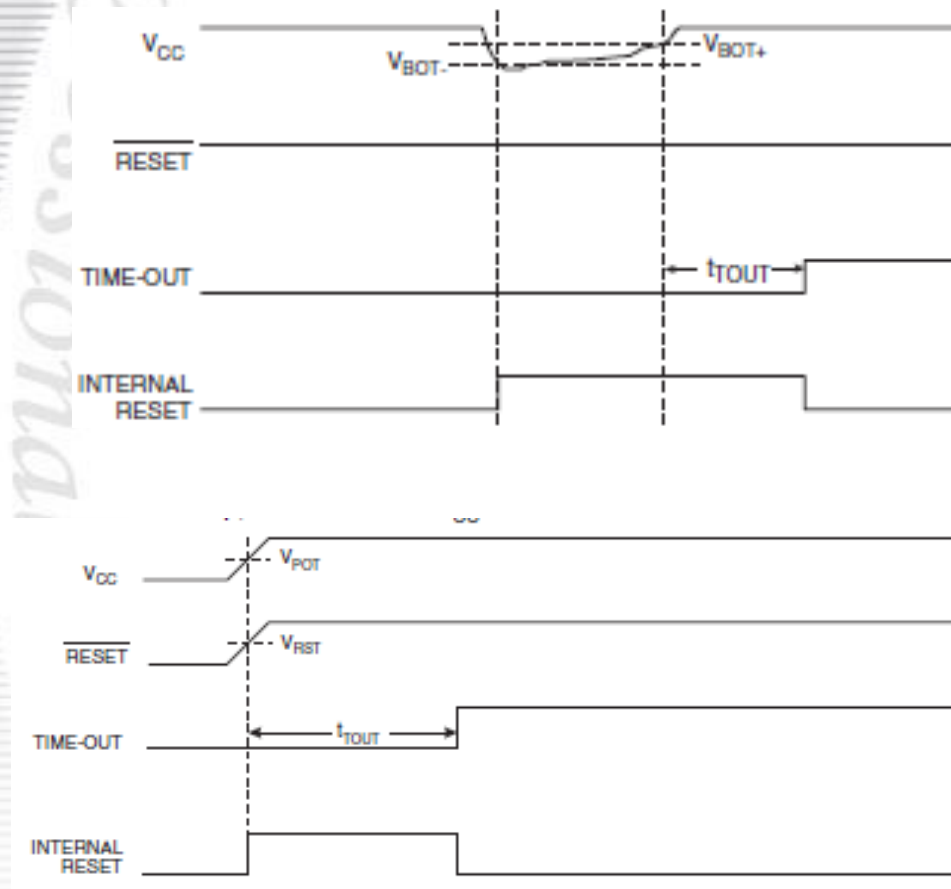 VCC
VBOT-
VBOT+
RESET
TIME-OUT
tTOUT
INTERNAL
RESET
VCC
VPOT
RESET
VRST
TIME-OUT
tTOUT
INTERNAL
RESET